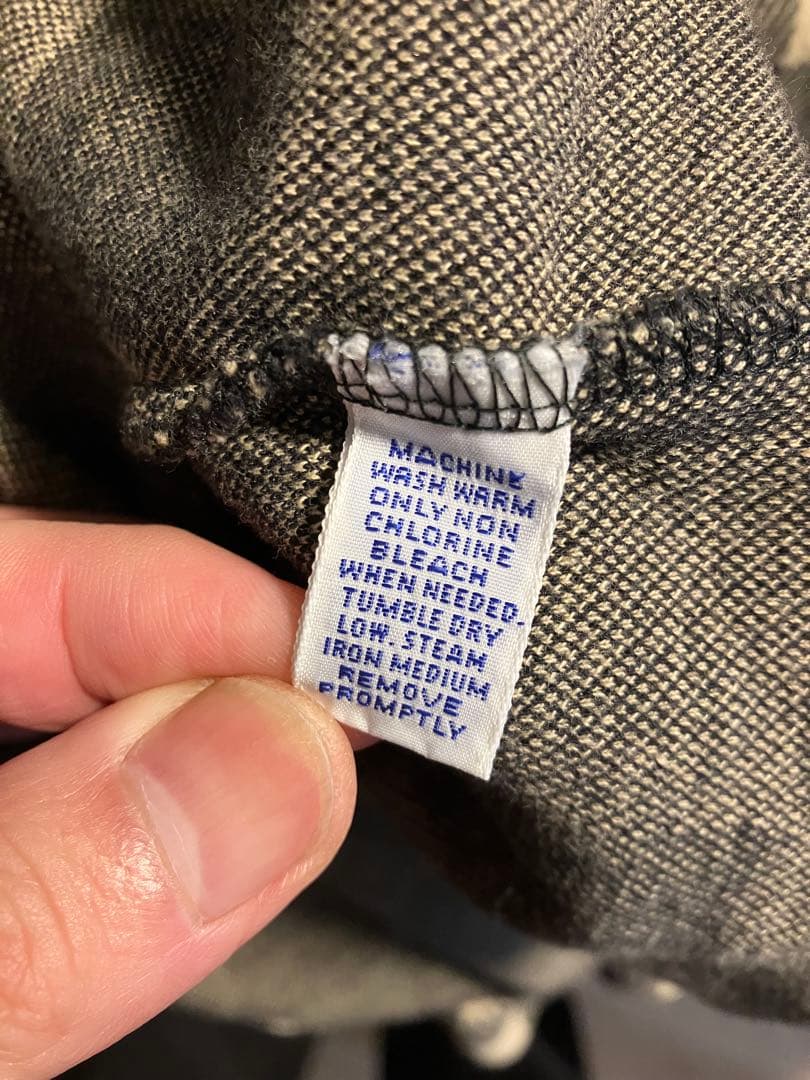 MACHINE
WASH WARM
ONLY NON
CHLORINE
BLEACH
WHEN NEEDED.
TUMBLE DRY
LOW. STEAM
IRON MEDIUM
REMOVE
PROMPTLY